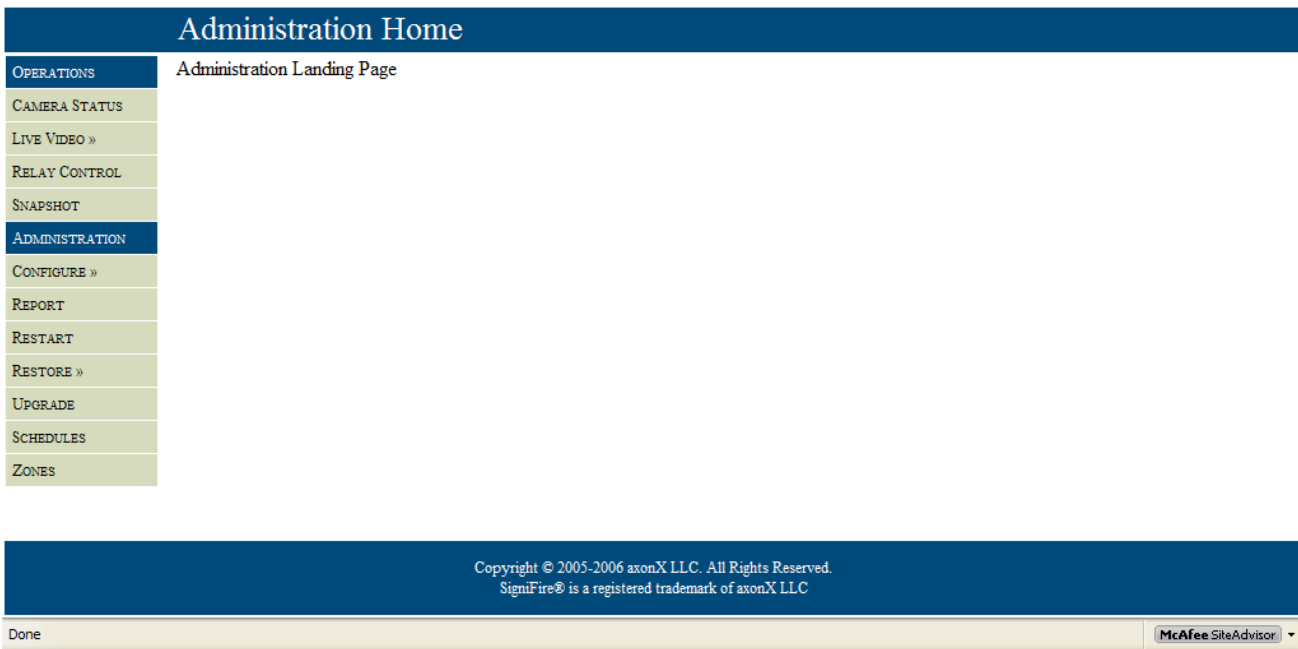 Administration Home
OPERATIONS
Administration Landing Page
CAMERA STATUS
LIVE VIDEO »
RELAY CONTROL
SNAPSHOT
ADMINISTRATION
CONFIGURE »
REPORT
RESTART
RESTORE »
UPGRADE
SCHEDULES
ZONES
Copyright © 2005-2006 axonX LLC. All Rights Reserved.
SigniFire® is a registered trademark of axonX LLC
Done
McAfee SiteAdvisor